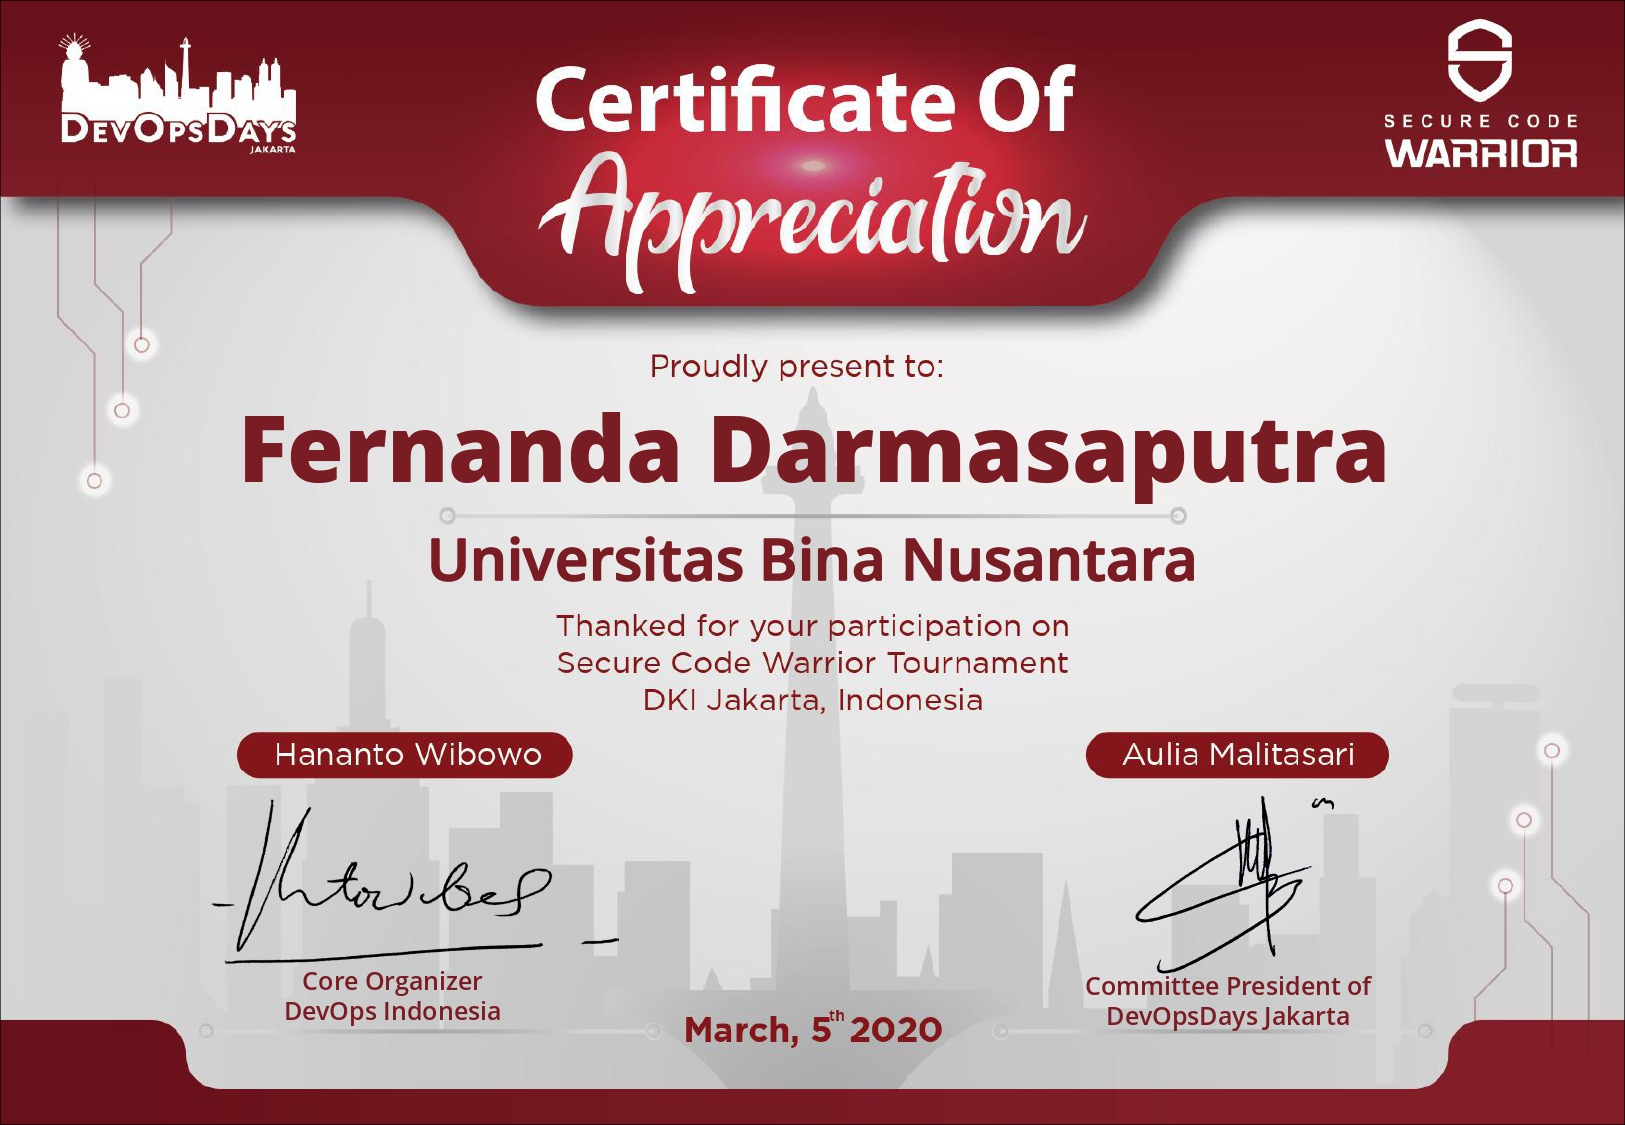 DEVOPSDAYS
JAKARTA
SECURE CODE
WARRIOR
Certificate Of
Appreciation
Proudly present to:
Fernanda Darmasaputra
Universitas Bina Nusantara
Thanked for your participation on
Secure Code Warrior Tournament
DKI Jakarta, Indonesia
Hananto Wibowo
Aulia Malitasari
Core Organizer
DevOps Indonesia
Committee President of
DevOpsDays Jakarta
March, 5th 2020